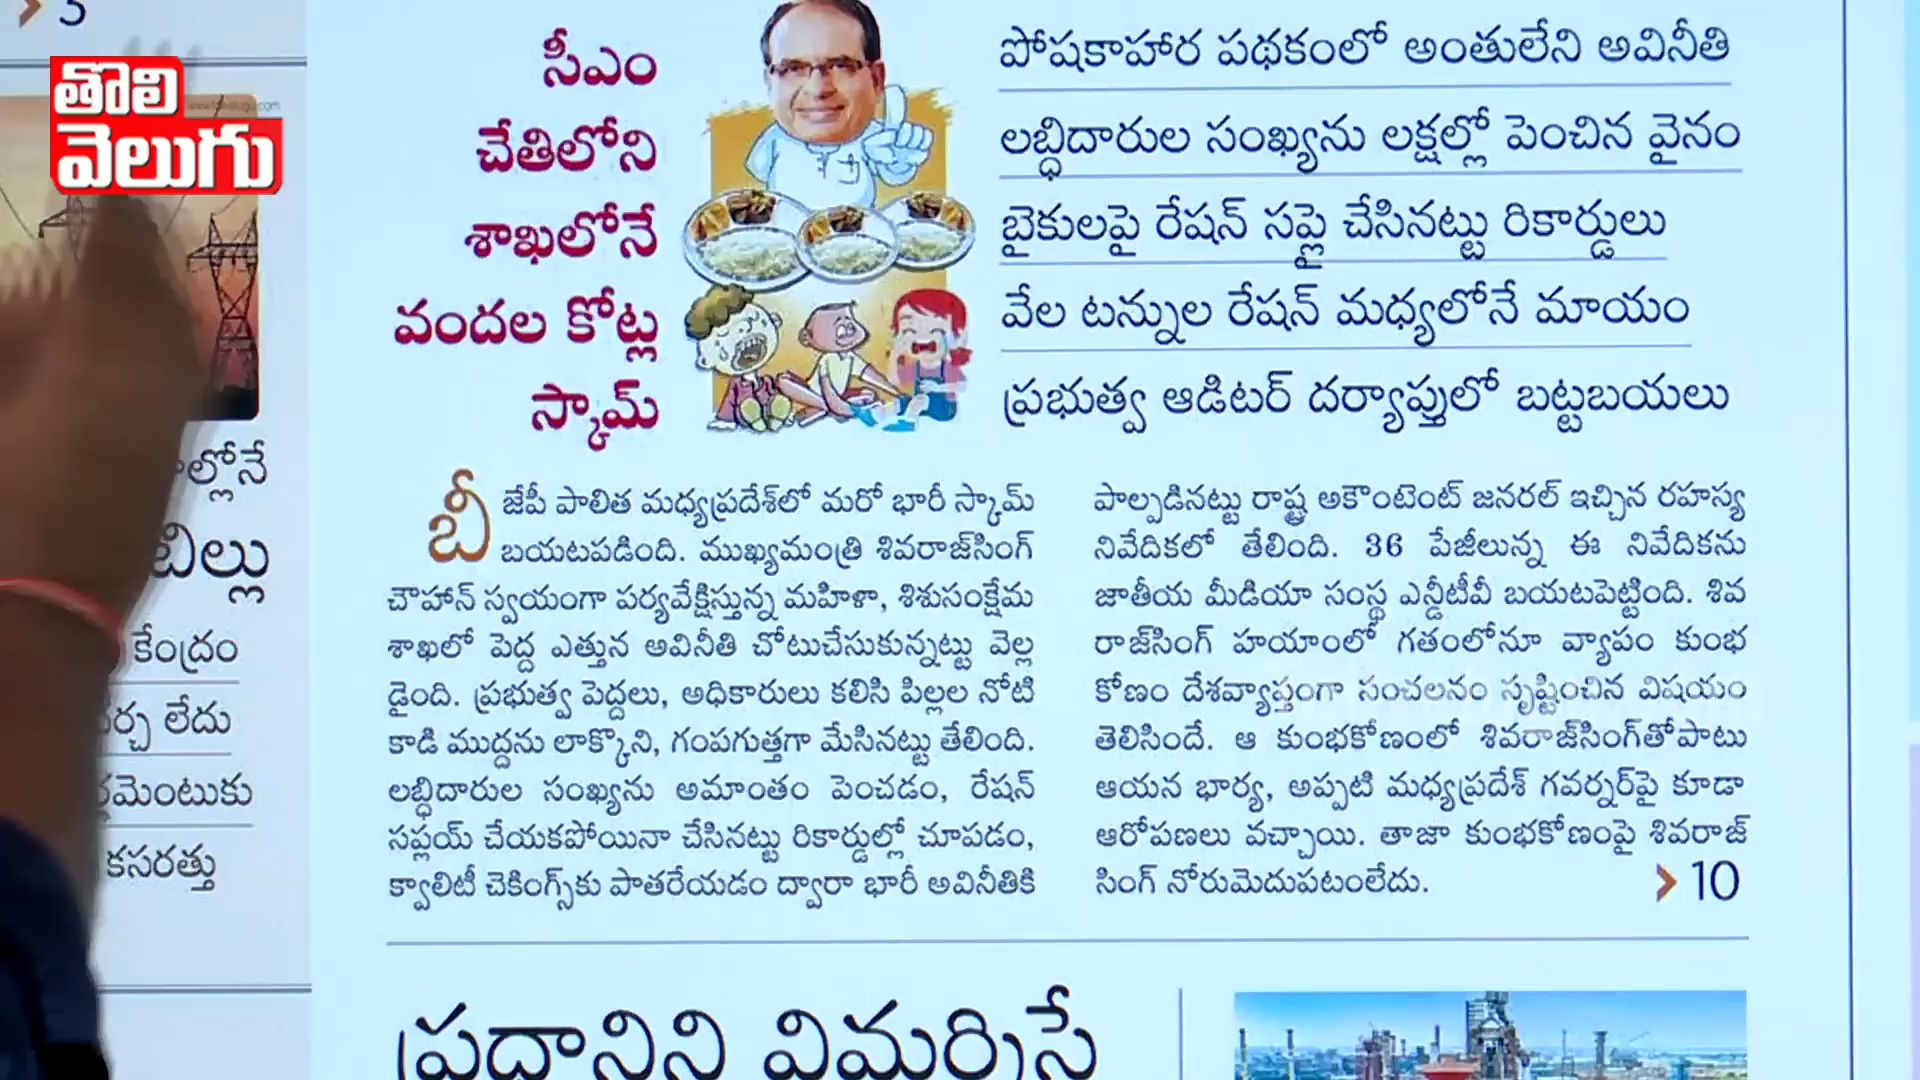 3
తొలి
వెలుగు
ల్లోనే
బిల్లు
కేంద్రం
లేదు
కసరత్తు
సీఎం
చేతిలోని
శాఖలోనే
వందల కోట్ల
స్కామ్
పోషకాహార పథకంలో అంతులేని అవినీతి
లబ్ధిదారుల సంఖ్యను లక్షల్లో పెంచిన వైనం
బైకులపై రేషన్ సప్లై చేసినట్టు రికార్డులు
వేల టన్నుల రేషన్ మధ్యలోనే మాయం
ప్రభుత్వ ఆడిటర్ దర్యాప్తులో బట్టబయలు
బీజేపీ పాలిత మధ్యప్రదేశ్‌లో మరో భారీ స్కామ్
బయటపడింది. ముఖ్యమంత్రి శివరాజ్‌సింగ్
చౌహాన్ స్వయంగా పర్యవేక్షిస్తున్న మహిళా, శిశుసంక్షేమ
శాఖలో పెద్ద ఎత్తున అవినీతి చోటుచేసుకున్నట్టు వెల్ల
డైంది. ప్రభుత్వ పెద్దలు, అధికారులు కలిసి పిల్లల నోటి
కాడి ముద్దను లాక్కొని, గంపగుత్తగా మేసినట్టు తేలింది.
లబ్ధిదారుల సంఖ్యను అమాంతం పెంచడం, రేషన్
సప్లయ్ చేయకపోయినా చేసినట్టు రికార్డుల్లో చూపడం,
క్వాలిటీ చెకింగ్స్‌కు పాతరేయడం ద్వారా భారీ అవినీతికి
పాల్పడినట్టు రాష్ట్ర అకౌంటెంట్ జనరల్ ఇచ్చిన రహస్య
నివేదికలో తేలింది. 36 పేజీలున్న ఈ నివేదికను
జాతీయ మీడియా సంస్థ ఎన్డీటీవీ బయటపెట్టింది. శివ
రాజ్‌సింగ్ హయాంలో గతంలోనూ వ్యాపం కుంభ
కోణం దేశవ్యాప్తంగా సంచలనం సృష్టించిన విషయం
తెలిసిందే. ఆ కుంభకోణంలో శివరాజ్‌సింగ్‌తోపాటు
ఆయన భార్య, అప్పటి మధ్యప్రదేశ్ గవర్నర్‌పై కూడా
ఆరోపణలు వచ్చాయి. తాజా కుంభకోణంపై శివరాజ్
సింగ్ నోరుమెదుపటంలేదు.
10
ప్రధానిని విమర్శిస్తే